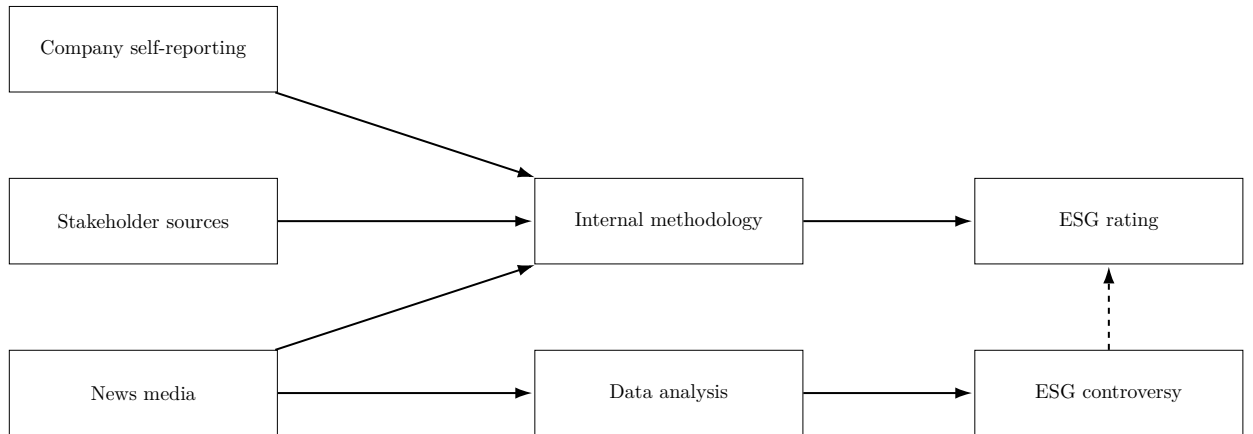 Company self-reporting
Stakeholder sources
Internal methodology
ESG rating
News media
Data analysis
ESG controversy